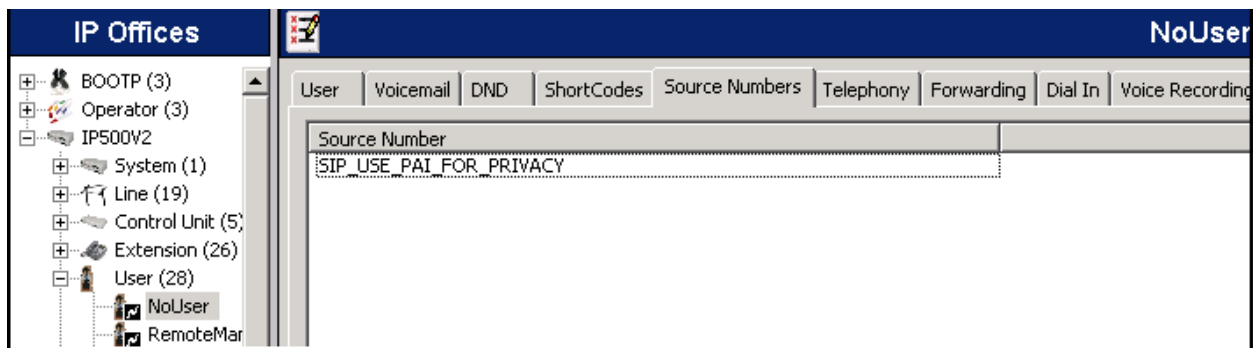 IP Offices
BOOTP (3)
Operator (3)
IP500V2
System (1)
Line (19)
Control Unit (5)
Extension (26)
User (28)
NoUser
RemoteMar
NoUser
User Voicemail DND ShortCodes Source Numbers Telephony Forwarding Dial In Voice Recording
Source Number
SIP_USE_PAI_FOR_PRIVACY